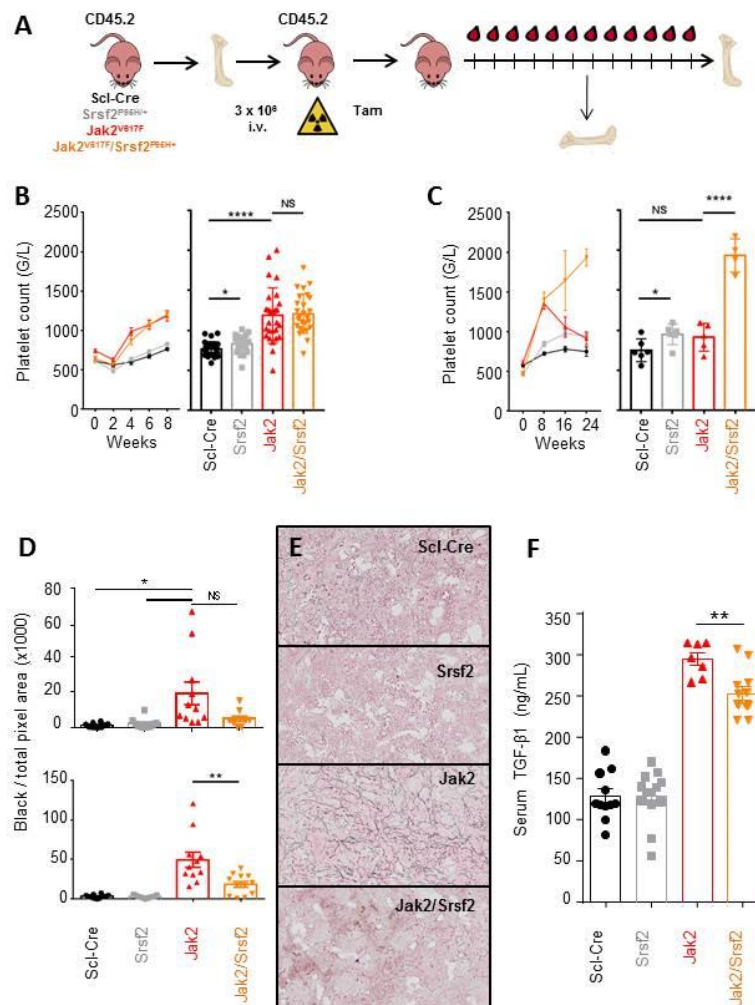 A
CD45.2
CD45.2
Scl-Cre
Srsf2P95H/+
Jak2V617F
Jak2V617F/Srsf2P95H+
3 x 10⁶
i.v.
Tam
B
Platelet count (G/L)
2500
2000
1500
1000
500
0
0 2 4 6 8
Weeks
****
NS
*
Scl-Cre
Srsf2
Jak2
Jak2/Srsf2
C
Platelet count (G/L)
2500
2000
1500
1000
500
0
0 8 16 24
Weeks
NS
****
*
Scl-Cre
Srsf2
Jak2
Jak2/Srsf2
D
Black / total pixel area (x1000)
80
60
40
20
0
*
NS
150
100
50
0
**
Scl-Cre
Srsf2
Jak2
Jak2/Srsf2
E
Scl-Cre
Srsf2
Jak2
Jak2/Srsf2
F
Serum TGF-β1 (ng/mL)
350
300
250
200
150
100
50
0
**
Scl-Cre
Srsf2
Jak2
Jak2/Srsf2